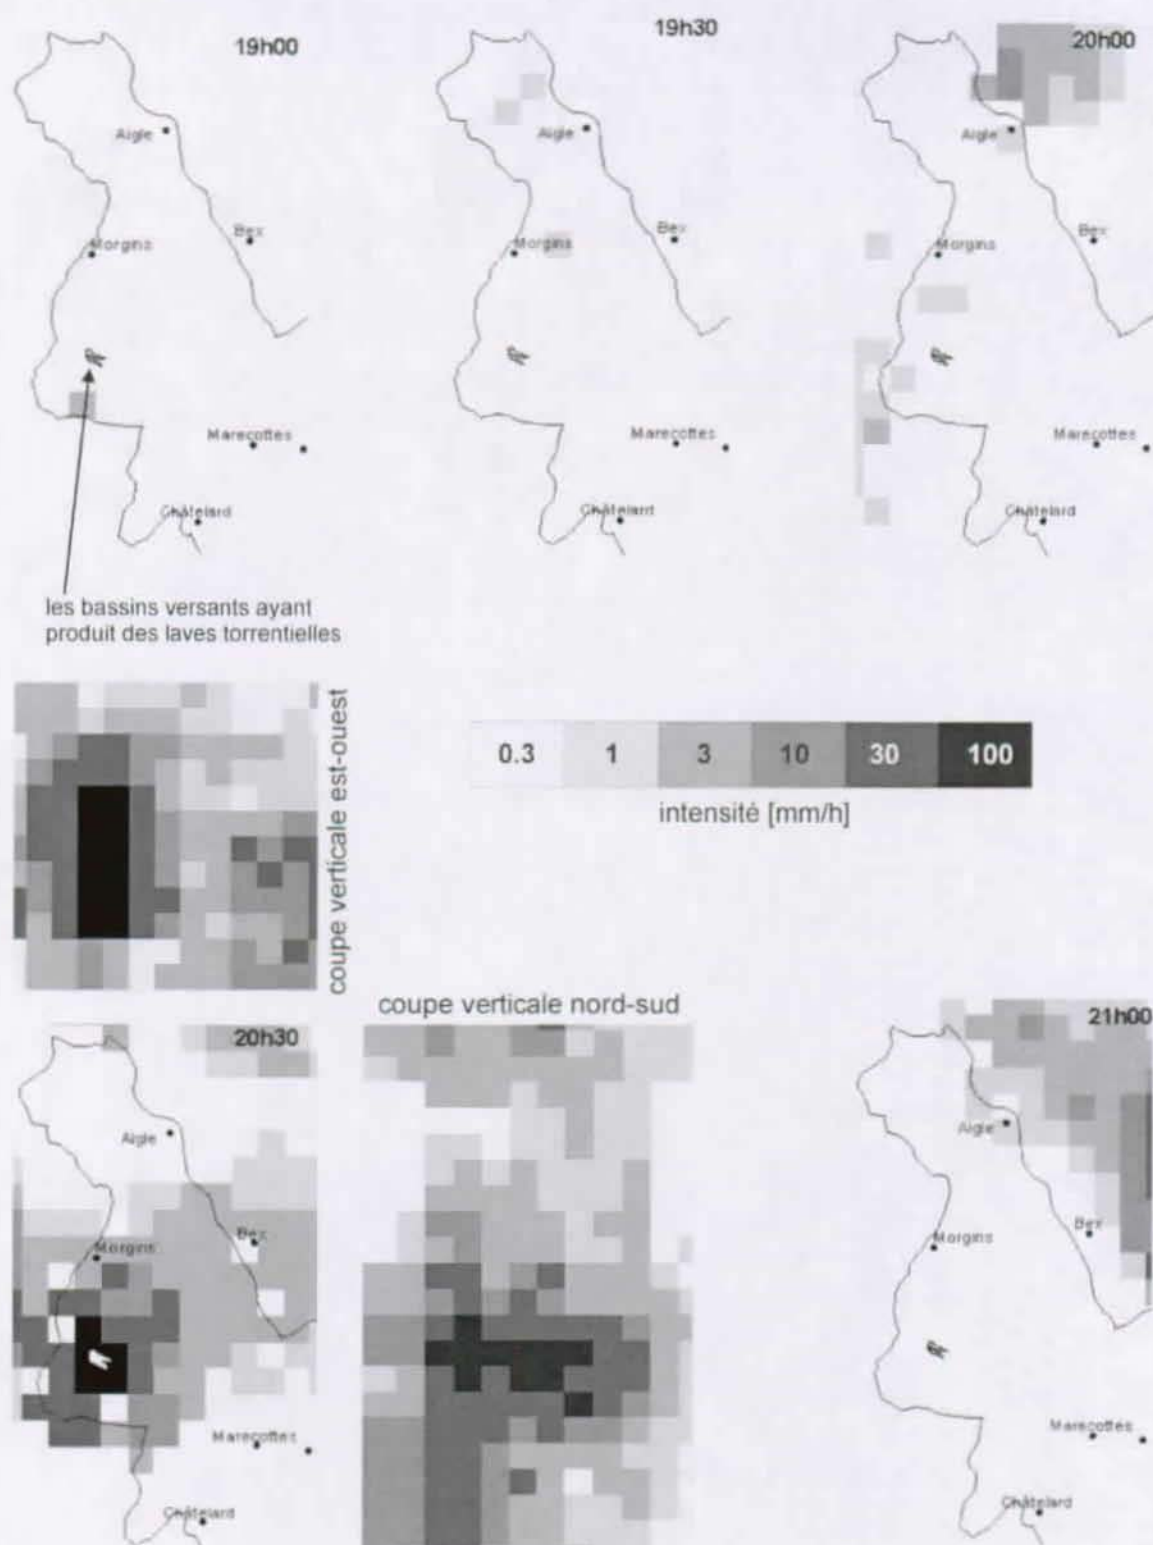 19h00
Aigle
Bex
Morgins
Marecottes
Châtelard
les bassins versants ayant
produit des laves torrentielles
19h30
Aigle
Bex
Morgins
Marecottes
Châtelard
20h00
Aigle
Bex
Morgins
Marecottes
Châtelard
coupe verticale est-ouest
0.3 1 3 10 30 100
intensité [mm/h]
coupe verticale nord-sud
20h30
Aigle
Bex
Morgins
Marecottes
Châtelard
21h00
Aigle
Bex
Morgins
Marecottes
Châtelard